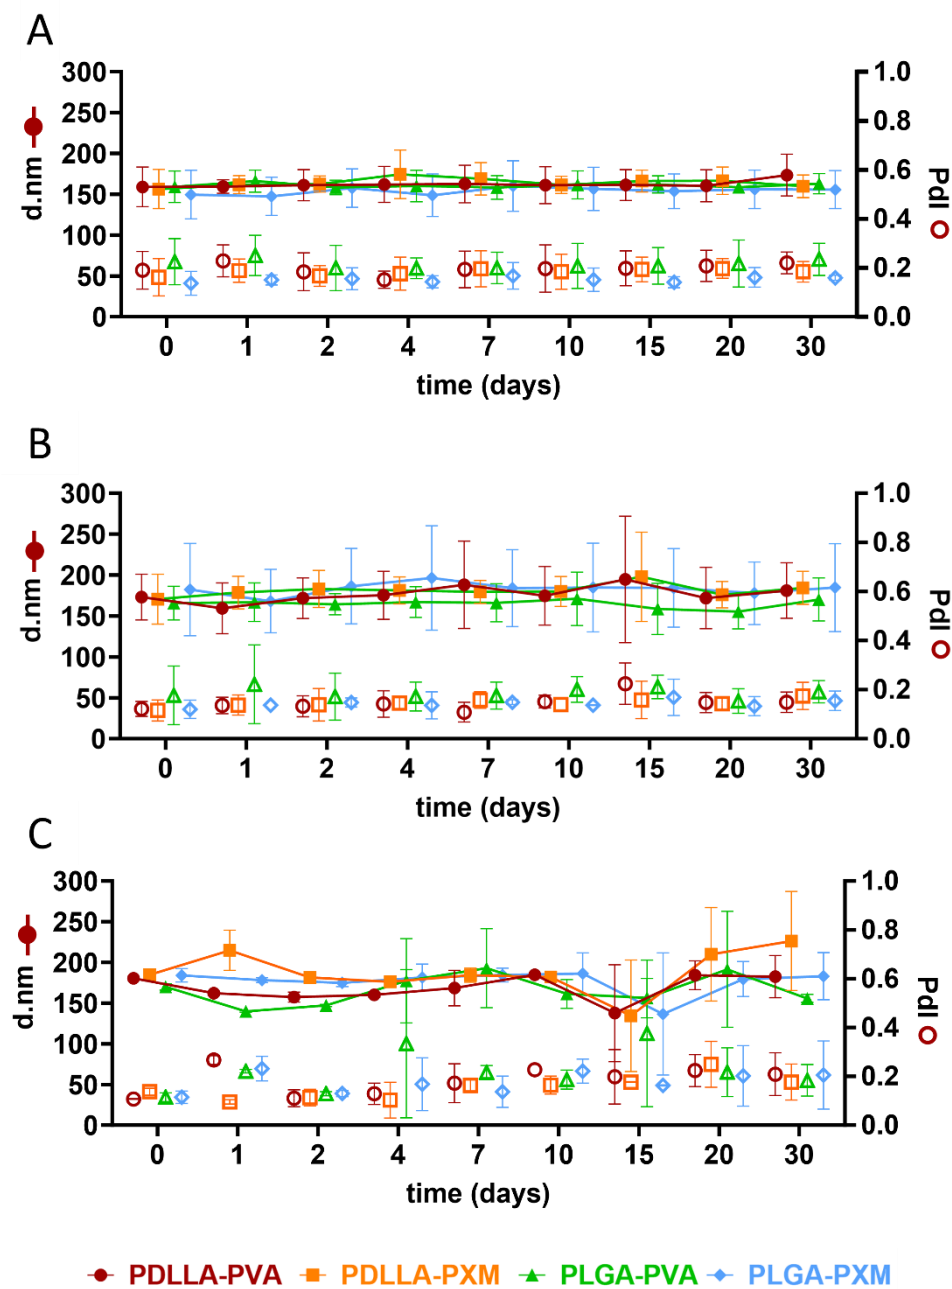 A
300
250
200
150
100
50
0
d.nm
1.0
0.8
0.6
0.4
0.2
0.0
PdI
0 1 2 4 7 10 15 20 30
time (days)
B
300
250
200
150
100
50
0
d.nm
1.0
0.8
0.6
0.4
0.2
0.0
PdI
0 1 2 4 7 10 15 20 30
time (days)
C
300
250
200
150
100
50
0
d.nm
1.0
0.8
0.6
0.4
0.2
0.0
PdI
0 1 2 4 7 10 15 20 30
time (days)
PDLLA-PVA PDLLA-PXM PLGA-PVA PLGA-PXM